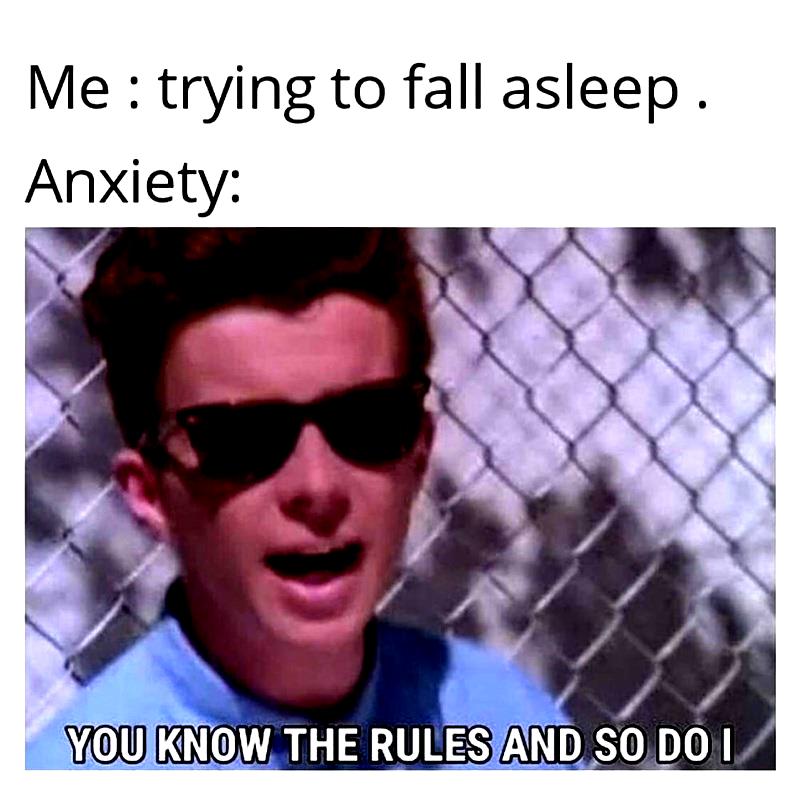 Me : trying to fall asleep .
Anxiety:
YOU KNOW THE RULES AND SO DO I